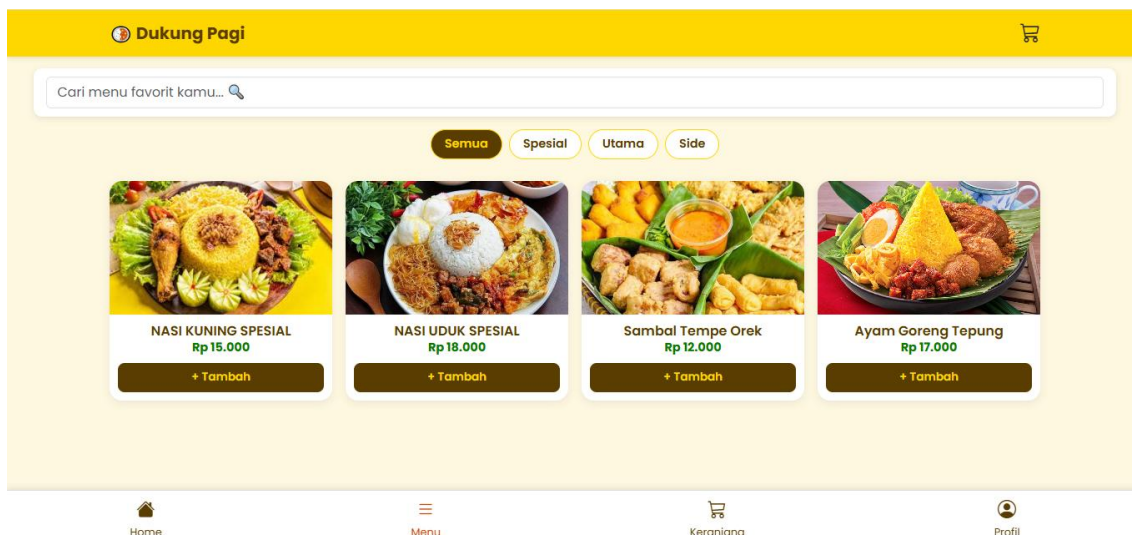 Dukung Pagi
Cari menu favorit kamu... 🔍
Semua Spesial Utama Side
NASI KUNING SPESIAL
Rp 15.000
+ Tambah
NASI UDUK SPESIAL
Rp 18.000
+ Tambah
Sambal Tempe Orek
Rp 12.000
+ Tambah
Ayam Goreng Tepung
Rp 17.000
+ Tambah
Home Menu Keranjang Profil